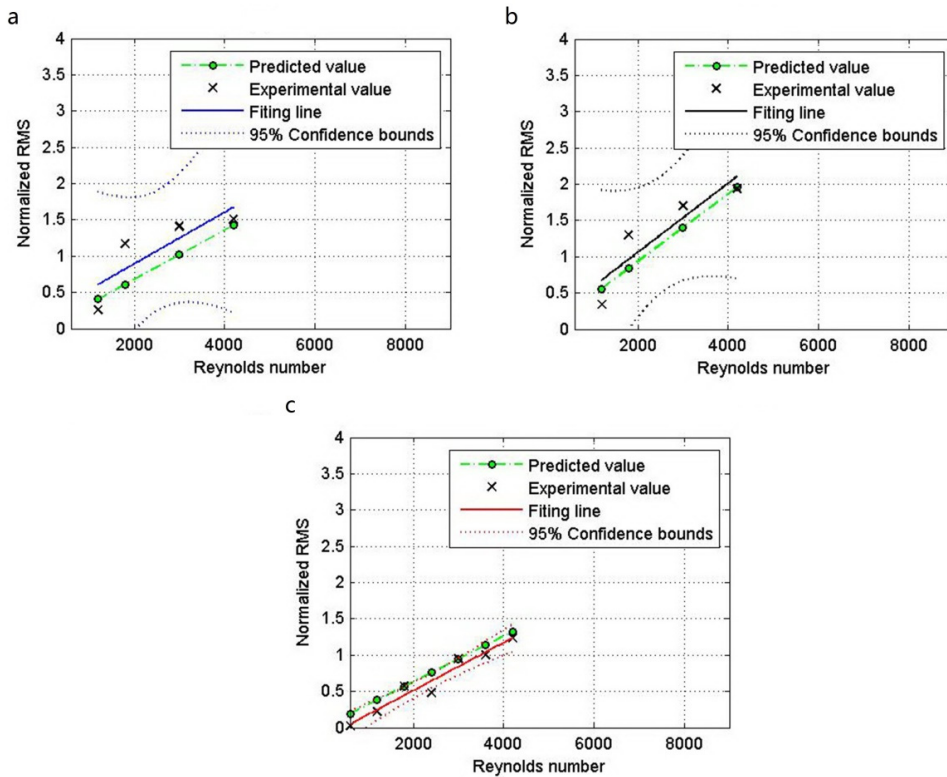 a
4
3.5
3
2.5
2
1.5
1
0.5
0
Normalized RMS
Predicted value
Experimental value
Fiting line
95% Confidence bounds
2000 4000 6000 8000
Reynolds number
b
4
3.5
3
2.5
2
1.5
1
0.5
0
Normalized RMS
Predicted value
Experimental value
Fiting line
95% Confidence bounds
2000 4000 6000 8000
Reynolds number
c
4
3.5
3
2.5
2
1.5
1
0.5
0
Normalized RMS
Predicted value
Experimental value
Fiting line
95% Confidence bounds
2000 4000 6000 8000
Reynolds number